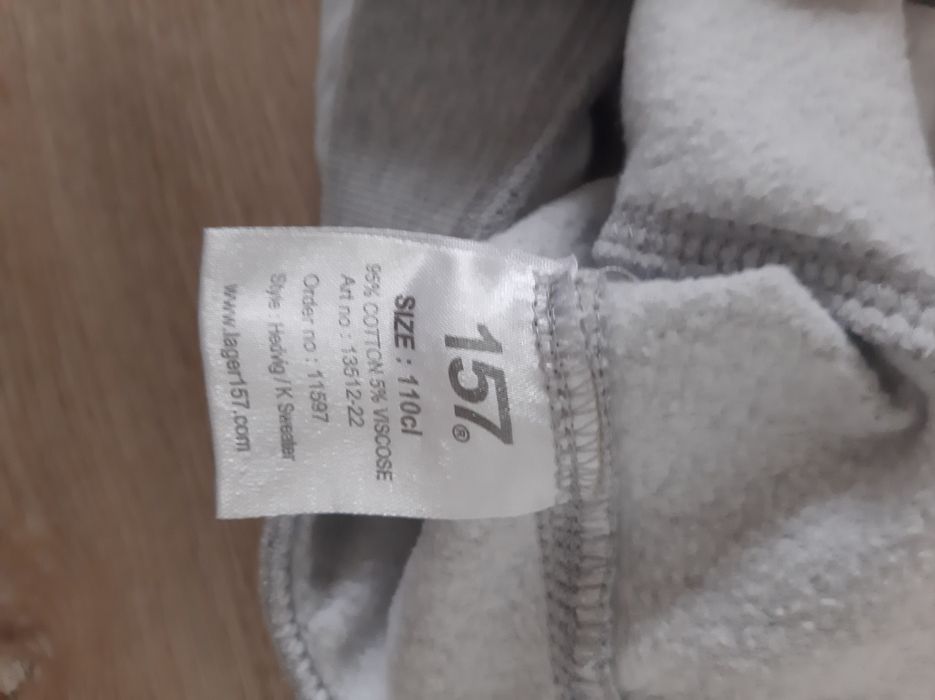 157®
SIZE : 110cl
95% COTTON 5% VISCOSE
Art no : 13512-22
Order no : 11597
Style : Hedvig / K Sweater
www.lager157.com